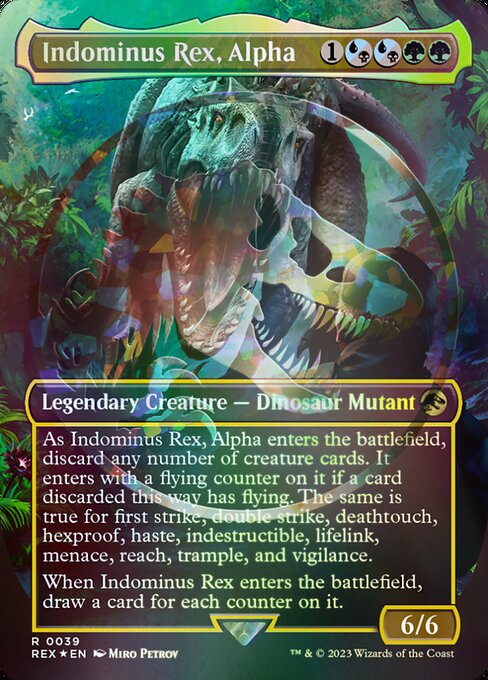 Indominus Rex, Alpha 1
Legendary Creature — Dinosaur Mutant
As Indominus Rex, Alpha enters the battlefield,
discard any number of creature cards. It
enters with a flying counter on it if a card
discarded this way has flying. The same is
true for first strike, double strike, deathtouch,
hexproof, haste, indestructible, lifelink,
menace, reach, trample, and vigilance.
When Indominus Rex enters the battlefield,
draw a card for each counter on it.
6/6
R 0039
REX★EN Miro Petrov
™ & © 2023 Wizards of the Coast